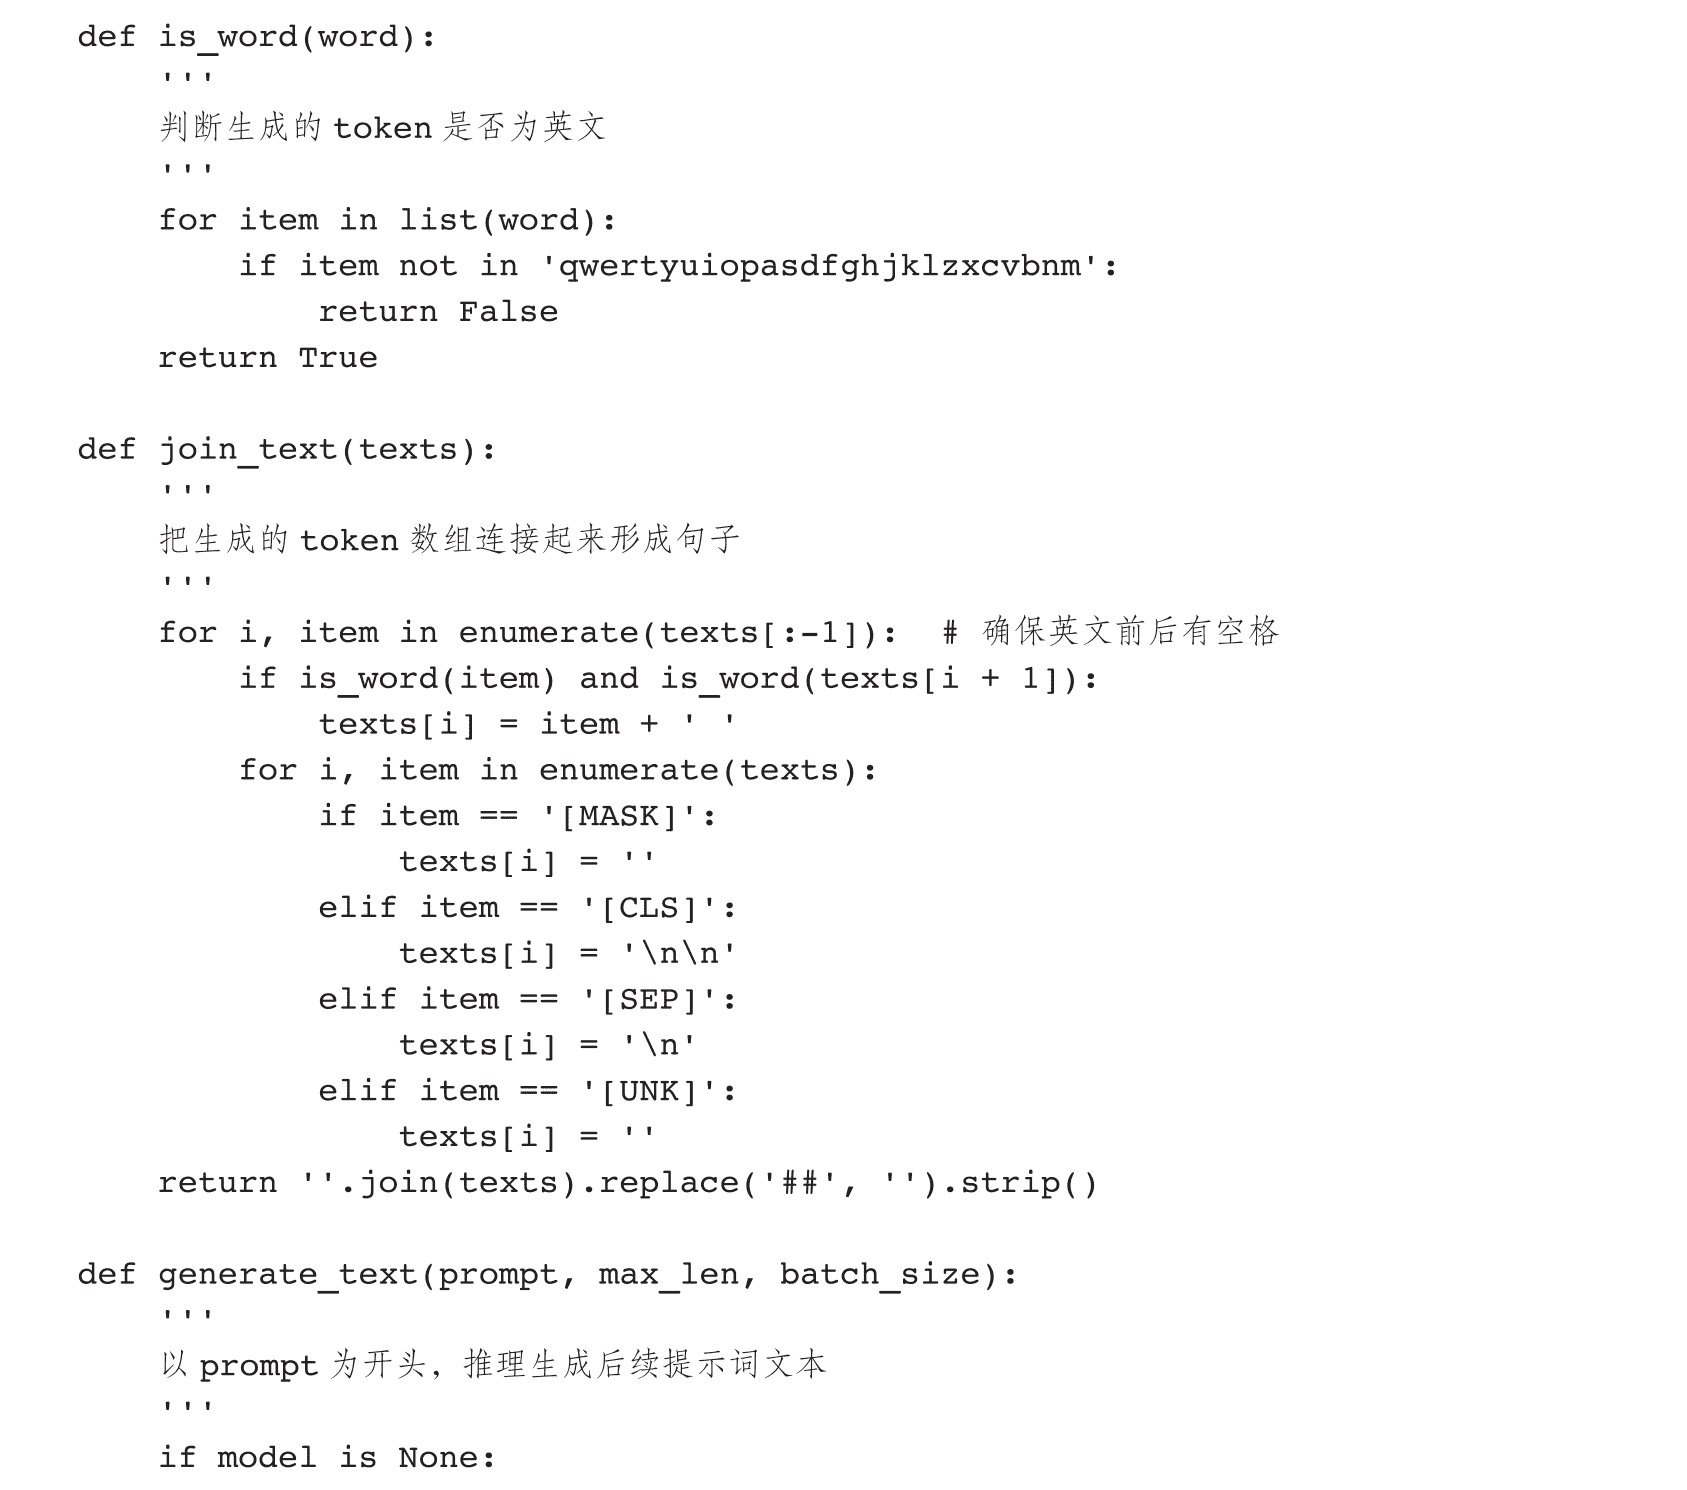 def is_word(word):
    '''
    判断生成的 token 是否为英文
    '''
    for item in list(word):
        if item not in 'qwertyuiopasdfghjklzxcvbnm':
            return False
    return True

def join_text(texts):
    '''
    把生成的 token 数组连接起来形成句子
    '''
    for i, item in enumerate(texts[:-1]):  # 确保英文前后有空格
        if is_word(item) and is_word(texts[i + 1]):
            texts[i] = item + ' '
        for i, item in enumerate(texts):
            if item == '[MASK]':
                texts[i] = ''
            elif item == '[CLS]':
                texts[i] = '\n\n'
            elif item == '[SEP]':
                texts[i] = '\n'
            elif item == '[UNK]':
                texts[i] = ''
    return ''.join(texts).replace('##', '').strip()

def generate_text(prompt, max_len, batch_size):
    '''
    以 prompt 为开头，推理生成后续提示词文本
    '''
    if model is None: